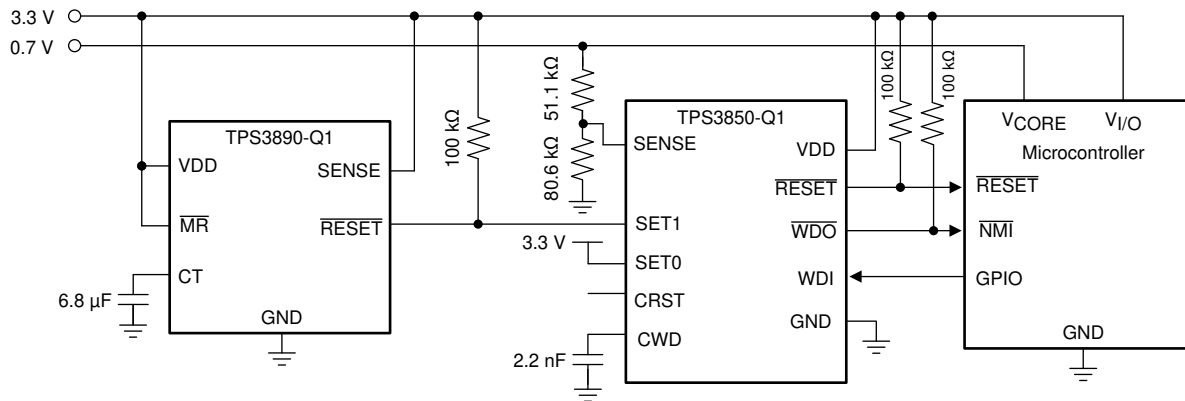 3.3 V
0.7 V
TPS3890-Q1
VDD
SENSE
MR
RESET
CT
GND
6.8 µF
100 kΩ
51.1 kΩ
80.6 kΩ
3.3 V
2.2 nF
TPS3850-Q1
SENSE
VDD
RESET
SET1
WDO
SET0
WDI
CRST
GND
CWD
100 kΩ
100 kΩ
VCORE
VI/O
Microcontroller
RESET
NMI
GPIO
GND